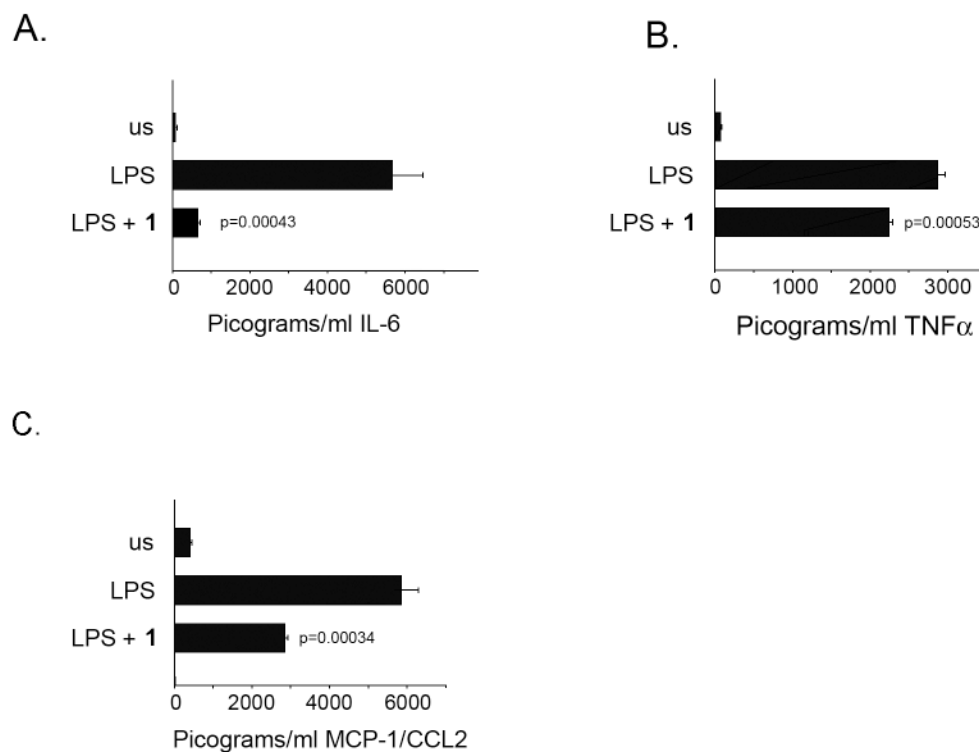 A.
us
LPS
LPS + 1
p=0.00043
0 2000 4000 6000
Picograms/ml IL-6
B.
us
LPS
LPS + 1
p=0.00053
0 1000 2000 3000
Picograms/ml TNFα
C.
us
LPS
LPS + 1
p=0.00034
0 2000 4000 6000
Picograms/ml MCP-1/CCL2